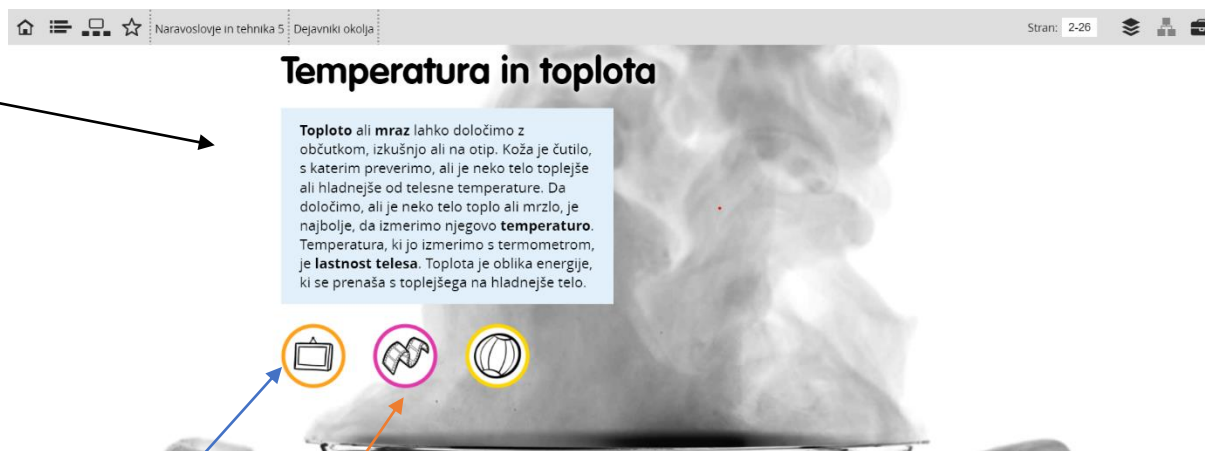 Naravoslovje in tehnika 5 Dejavniki okolja Stran: 2-26
Temperatura in toplota
Toploto ali mraz lahko določimo z
občutkom, izkušnjo ali na otip. Koža je čutilo,
s katerim preverimo, ali je neko telo toplejše
ali hladnejše od telesne temperature. Da
določimo, ali je neko telo toplo ali mrzlo, je
najbolje, da izmerimo njegovo temperaturo.
Temperatura, ki jo izmerimo s termometrom,
je lastnost telesa. Toplota je oblika energije,
ki se prenaša s toplejšega na hladnejše telo.